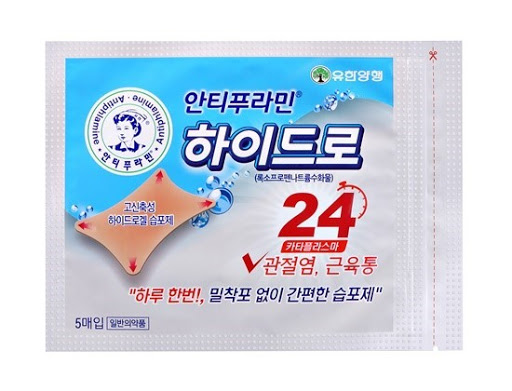 유한양행
안티푸라민®
하이드로
(록소프로펜나트륨수화물)
Antiphlamine · Antiphlamine
안티푸라민
고신축성
하이드로겔 습포제
24
카타플라스마
관절염, 근육통
"하루 한번!, 밀착포 없이 간편한 습포제"
5매입 일반의약품